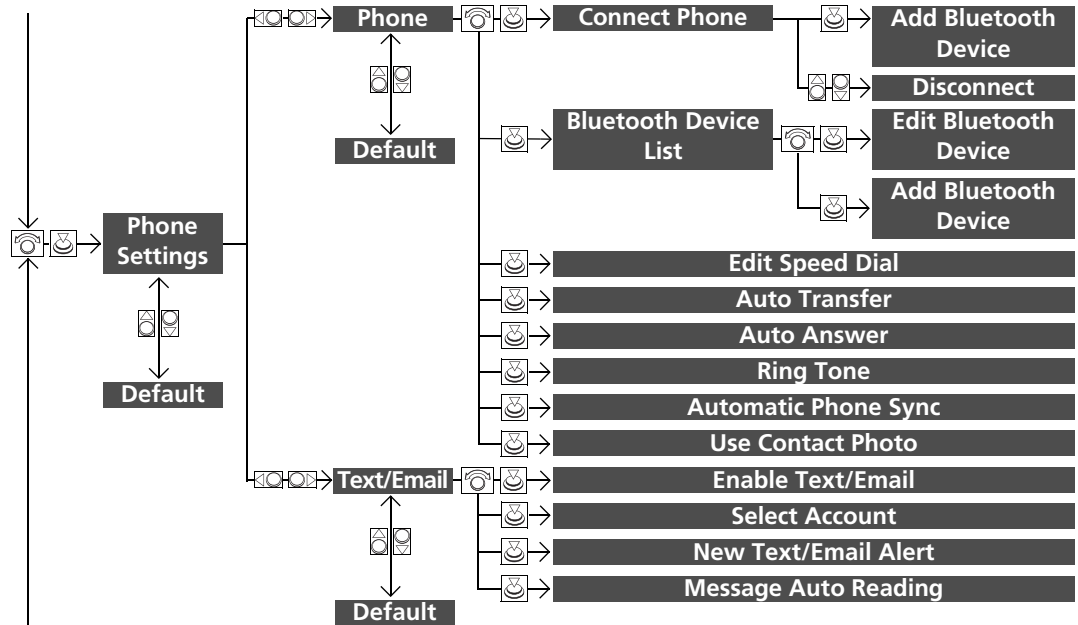 Phone
Connect Phone
Add Bluetooth
Device
Disconnect
Default
Bluetooth Device
List
Edit Bluetooth
Device
Add Bluetooth
Device
Phone
Settings
Default
Edit Speed Dial
Auto Transfer
Auto Answer
Ring Tone
Automatic Phone Sync
Use Contact Photo
Text/Email
Enable Text/Email
Select Account
New Text/Email Alert
Message Auto Reading
Default